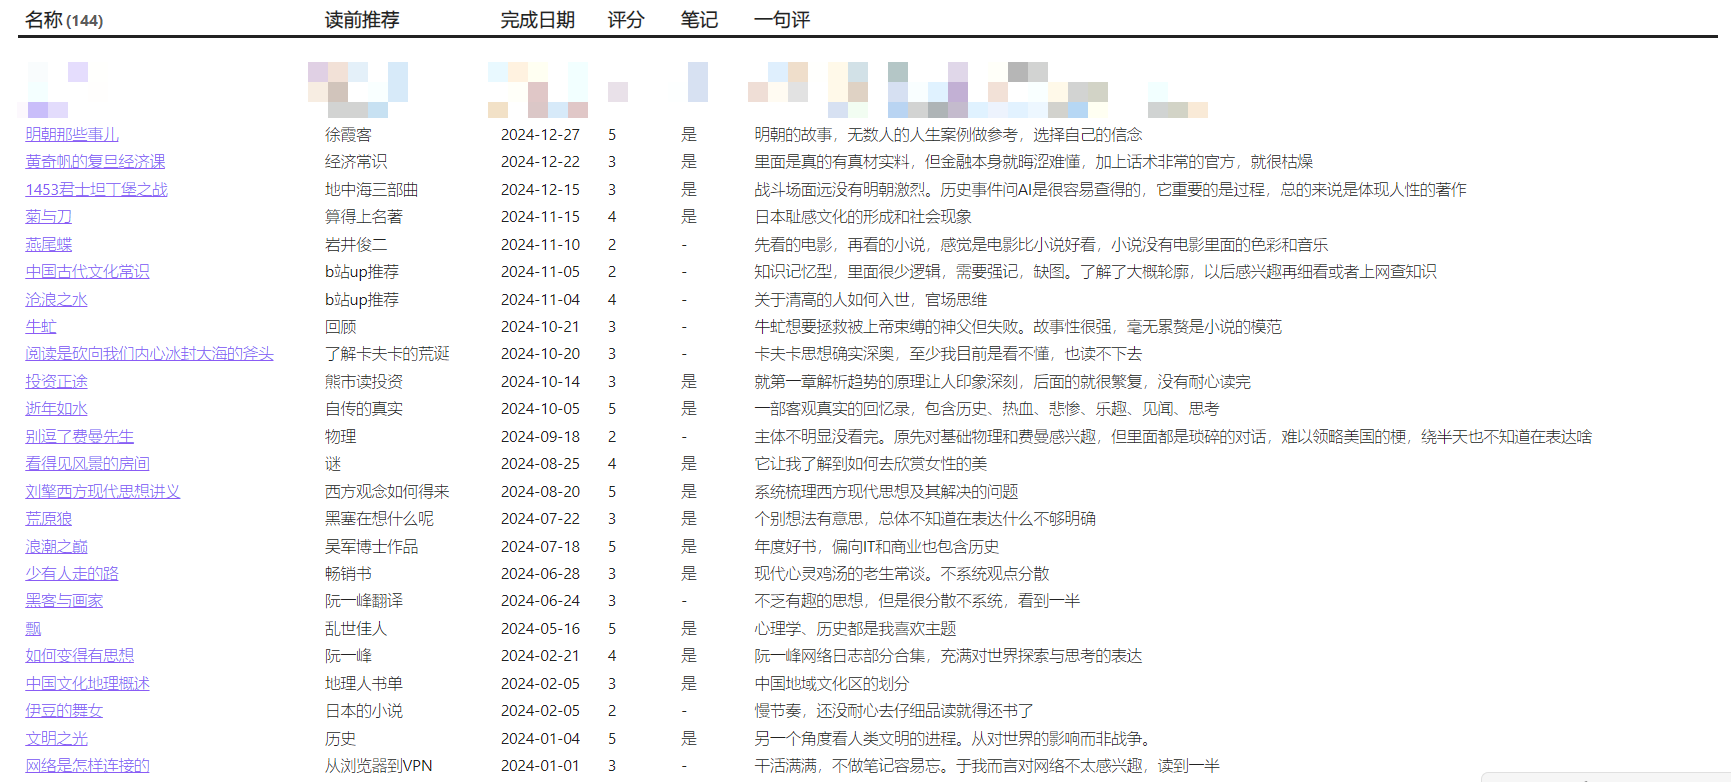 名称 (144) 读前推荐 完成日期 评分 笔记 一句评
明朝那些事儿 徐霞客 2024-12-27 5 是 明朝的故事，无数人的人生案例做参考，选择自己的信念
黄奇帆的复旦经济课 经济常识 2024-12-22 3 是 里面是真的有真材实料，但金融本身就晦涩难懂，加上话术非常的官方，就很枯燥
1453君士坦丁堡之战 地中海三部曲 2024-12-15 3 是 战斗场面远没有明朝激烈。历史事件问AI是很容易查得的，它重要的是过程，总的来说是体现人性的著作
菊与刀 算得上名著 2024-11-15 4 是 日本耻感文化的形成和社会现象
燕尾蝶 岩井俊二 2024-11-10 2 - 先看的电影，再看的小说，感觉是电影比小说好看，小说没有电影里面的色彩和音乐
中国古代文化常识 b站up推荐 2024-11-05 2 - 知识记忆型，里面很少逻辑，需要强记，缺图。了解了大概轮廓，以后感兴趣再细看或者上网查知识
沧浪之水 b站up推荐 2024-11-04 4 - 关于清高的人如何入世，官场思维
牛虻 回顾 2024-10-21 3 - 牛虻想要拯救被上帝束缚的神父但失败。故事性很强，毫无累赘是小说的模范
阅读是砍向我们内心冰封大海的斧头 了解卡夫卡的荒诞 2024-10-20 3 - 卡夫卡思想确实深奥，至少我目前是看不懂，也读不下去
投资正途 熊市读投资 2024-10-14 3 是 就第一章解析趋势的原理让人印象深刻，后面的就很繁复，没有耐心读完
逝年如水 自传的真实 2024-10-05 5 是 一部客观真实的回忆录，包含历史、热血、悲惨、乐趣、见闻、思考
别逗了费曼先生 物理 2024-09-18 2 - 主体不明显没看完。原先对基础物理和费曼感兴趣，但里面都是琐碎的对话，难以领略美国的梗，绕半天也不知道在表达啥
看得见风景的房间 谜 2024-08-25 4 是 它让我了解到如何去欣赏女性的美
刘擎西方现代思想讲义 西方观念如何得来 2024-08-20 5 是 系统梳理西方现代思想及其解决的问题
荒原狼 黑塞在想什么呢 2024-07-22 3 是 个别想法有意思，总体不知道在表达什么不够明确
浪潮之巅 吴军博士作品 2024-07-18 5 是 年度好书，偏向IT和商业也包含历史
少有人走的路 畅销书 2024-06-28 3 是 现代心灵鸡汤的老生常谈。不系统观点分散
黑客与画家 阮一峰翻译 2024-06-24 3 - 不乏有趣的思想，但是很分散不系统，看到一半
飘 乱世佳人 2024-05-16 5 是 心理学、历史都是我喜欢主题
如何变得有思想 阮一峰 2024-02-21 4 是 阮一峰网络日志部分合集，充满对世界探索与思考的表达
中国文化地理概述 地理人书单 2024-02-05 3 是 中国地域文化区的划分
伊豆的舞女 日本的小说 2024-02-05 2 - 慢节奏，还没耐心去仔细品读就得还书了
文明之光 历史 2024-01-04 5 是 另一个角度看人类文明的进程。从对世界的影响而非战争。
网络是怎样连接的 从浏览器到VPN 2024-01-01 3 - 干活满满，不做笔记容易忘。于我而言对网络不太感兴趣，读到一半